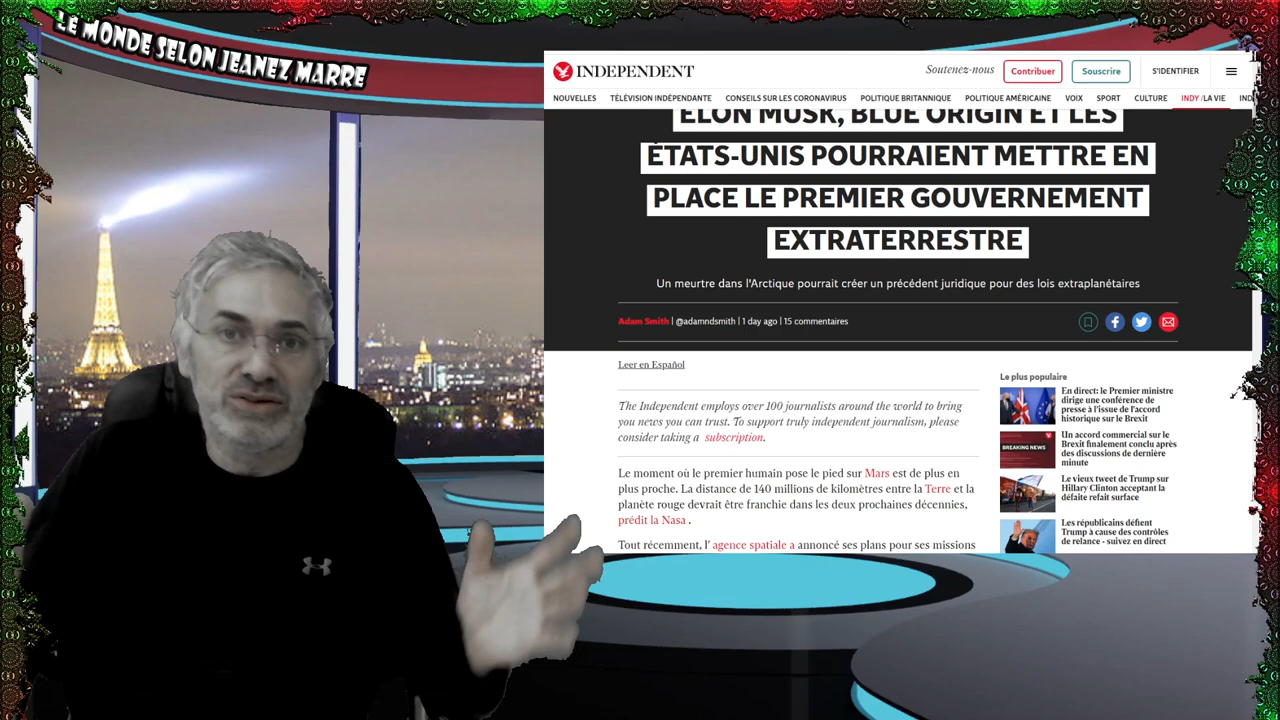 LE MONDE SELON JEANEZ MARRE
INDEPENDENT
Soutenez-nous
Contribuer
Souscrire
S'IDENTIFIER
NOUVELLES TÉLÉVISION INDÉPENDANTE CONSEILS SUR LES CORONAVIRUS POLITIQUE BRITANNIQUE POLITIQUE AMÉRICAINE VOIX SPORT CULTURE INDY /LA VIE IND
ELON MUSK, BLUE ORIGIN ET LES
ÉTATS-UNIS POURRAIENT METTRE EN
PLACE LE PREMIER GOUVERNEMENT
EXTRATERRESTRE
Un meurtre dans l'Arctique pourrait créer un précédent juridique pour des lois extraplanétaires
Adam Smith | @adamndsmith | 1 day ago | 15 commentaires
Leer en Español
The Independent employs over 100 journalists around the world to bring
you news you can trust. To support truly independent journalism, please
consider taking a subscription.
Le moment où le premier humain pose le pied sur Mars est de plus en
plus proche. La distance de 140 millions de kilomètres entre la Terre et la
planète rouge devrait être franchie dans les deux prochaines décennies,
prédit la Nasa .
Tout récemment, l' agence spatiale a annoncé ses plans pour ses missions
Le plus populaire
En direct: le Premier ministre
dirige une conférence de
presse à l'issue de l'accord
historique sur le Brexit
BREAKING NEWS
Un accord commercial sur le
Brexit finalement conclu après
des discussions de dernière
minute
Le vieux tweet de Trump sur
Hillary Clinton acceptant la
défaite refait surface
Les républicains défient
Trump à cause des contrôles
de relance - suivez en direct